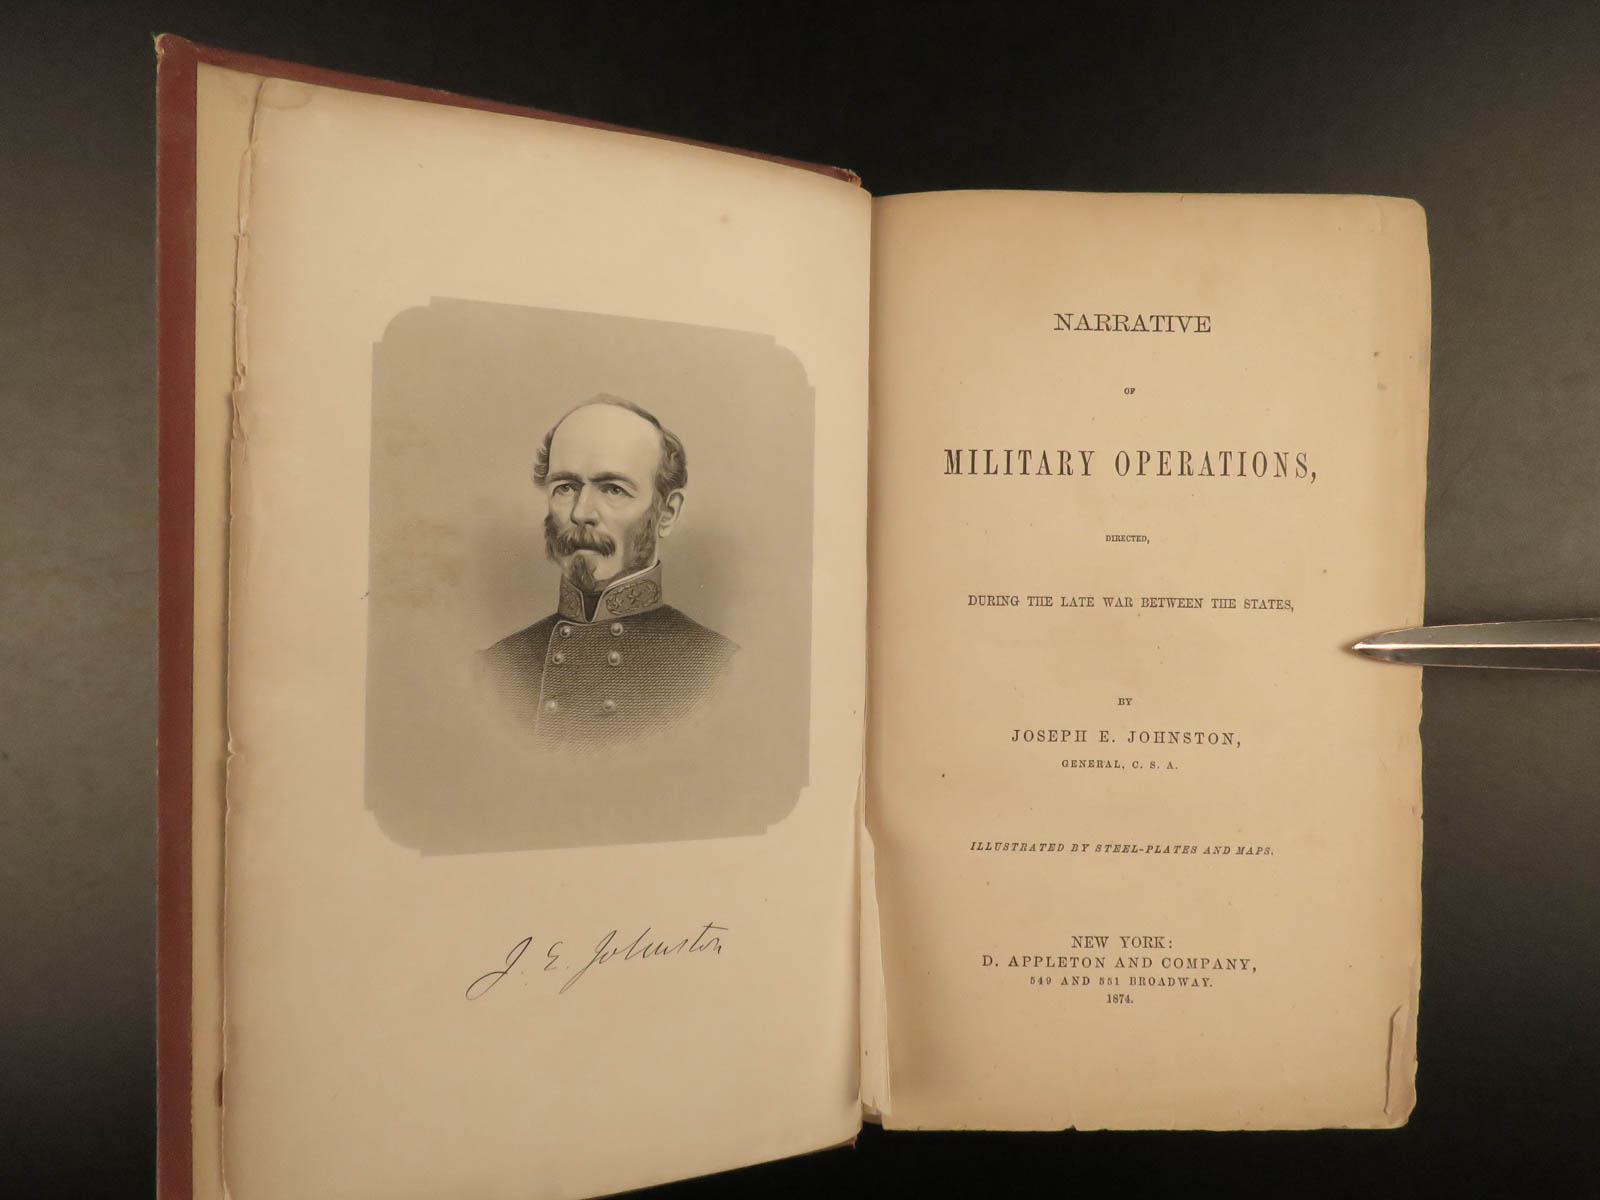 J. E. Johnston
NARRATIVE
OF
MILITARY OPERATIONS,
DIRECTED,
DURING THE LATE WAR BETWEEN THE STATES,
BY
JOSEPH E. JOHNSTON,
GENERAL, C. S. A.
ILLUSTRATED BY STEEL-PLATES AND MAPS.
NEW YORK:
D. APPLETON AND COMPANY,
549 AND 551 BROADWAY.
1874.